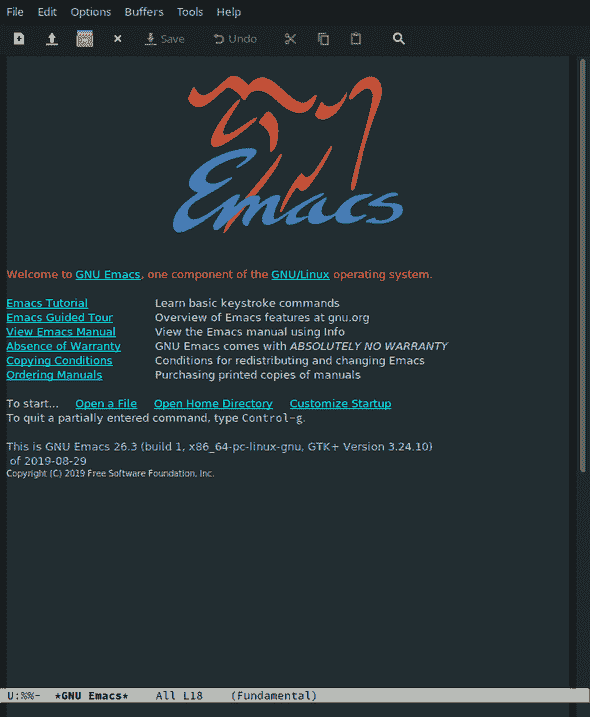 File Edit Options Buffers Tools Help
Save Undo
Emacs
Welcome to GNU Emacs, one component of the GNU/Linux operating system.
Emacs Tutorial Learn basic keystroke commands
Emacs Guided Tour Overview of Emacs features at gnu.org
View Emacs Manual View the Emacs manual using Info
Absence of Warranty GNU Emacs comes with ABSOLUTELY NO WARRANTY
Copying Conditions Conditions for redistributing and changing Emacs
Ordering Manuals Purchasing printed copies of manuals
To start... Open a File Open Home Directory Customize Startup
To quit a partially entered command, type Control-g.
This is GNU Emacs 26.3 (build 1, x86_64-pc-linux-gnu, GTK+ Version 3.24.10)
of 2019-08-29
Copyright (C) 2019 Free Software Foundation, Inc.
U:%%- *GNU Emacs* All L18 (Fundamental)